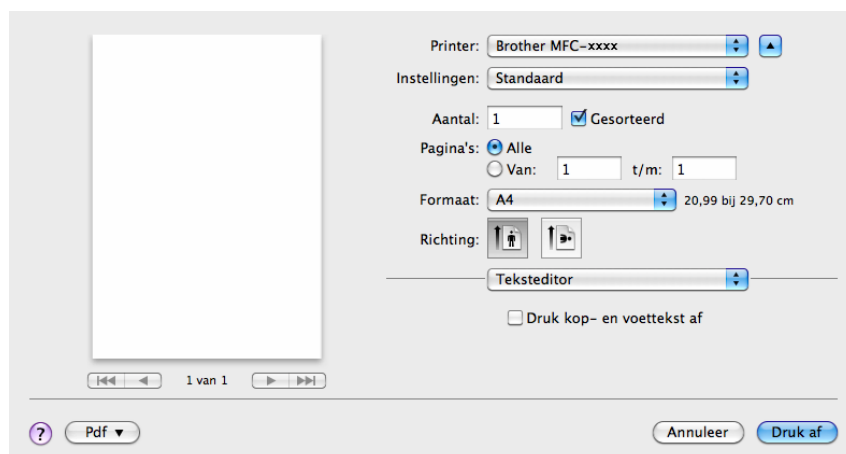 Printer: Brother MFC-xxxx
Instellingen: Standaard
Aantal: 1 Gesorteerd
Pagina's: Alle
Van: 1 t/m: 1
Formaat: A4 20,99 bij 29,70 cm
Richting:
Teksteditor
Druk kop- en voettekst af
1 van 1
? Pdf Annuleer Druk af